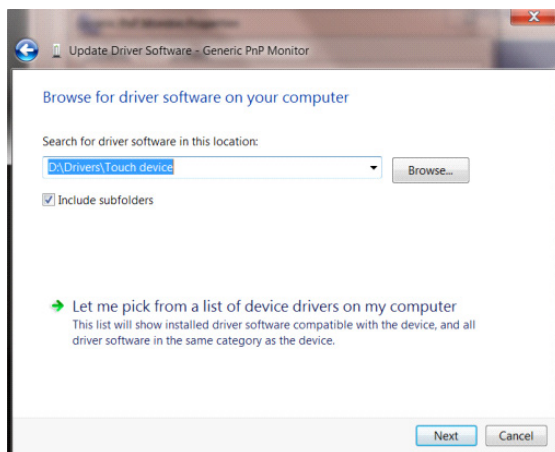 Update Driver Software - Generic PnP Monitor
Browse for driver software on your computer
Search for driver software in this location:
D:\Drivers\Touch device
Browse...
Include subfolders
Let me pick from a list of device drivers on my computer
This list will show installed driver software compatible with the device, and all
driver software in the same category as the device.
Next
Cancel